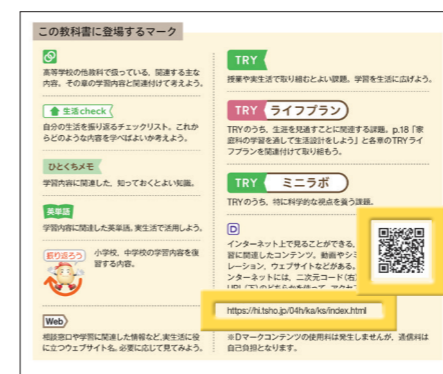 この教科書に登場するマーク
高等学校の他教科で扱っている、関連する主な
内容。その章の学習内容と関連付けて考えよう。
生活check
自分の生活を振り返るチェックリスト。これか
らどのような内容を学べばよいか考えよう。
ひとくちメモ
学習内容に関連した、知っておくとよい知識。
英単語
学習内容に関連した英単語。実生活で活用しよう。
振り返ろう
小学校、中学校の学習内容を復
習する内容。
Web
相談窓口や学習に関連した情報など、実生活に役
に立つウェブサイト名。必要に応じて見てみよう。
TRY
授業や実生活で取り組むとよい課題。学習を生活に広げよう。
TRY ライフプラン
TRYのうち、生涯を見通すことに関連する課題。p.18「家
庭科の学習を通して生活設計をしよう」と各章のTRY ライ
フプランを関連付けて取り組もう。
TRY ミニラボ
TRYのうち、特に科学的な視点を養う課題。
D
インターネット上で見ることができる、
習に関連したコンテンツ。動画やシミ
レーション、ウェブサイトなどがある。
ンターネットには、二次元コード(右
https://hi.tsho.jp/04h/ka/ks/index.html
※Dマークコンテンツの使用料は発生しませんが、通信料は
自己負担となります。